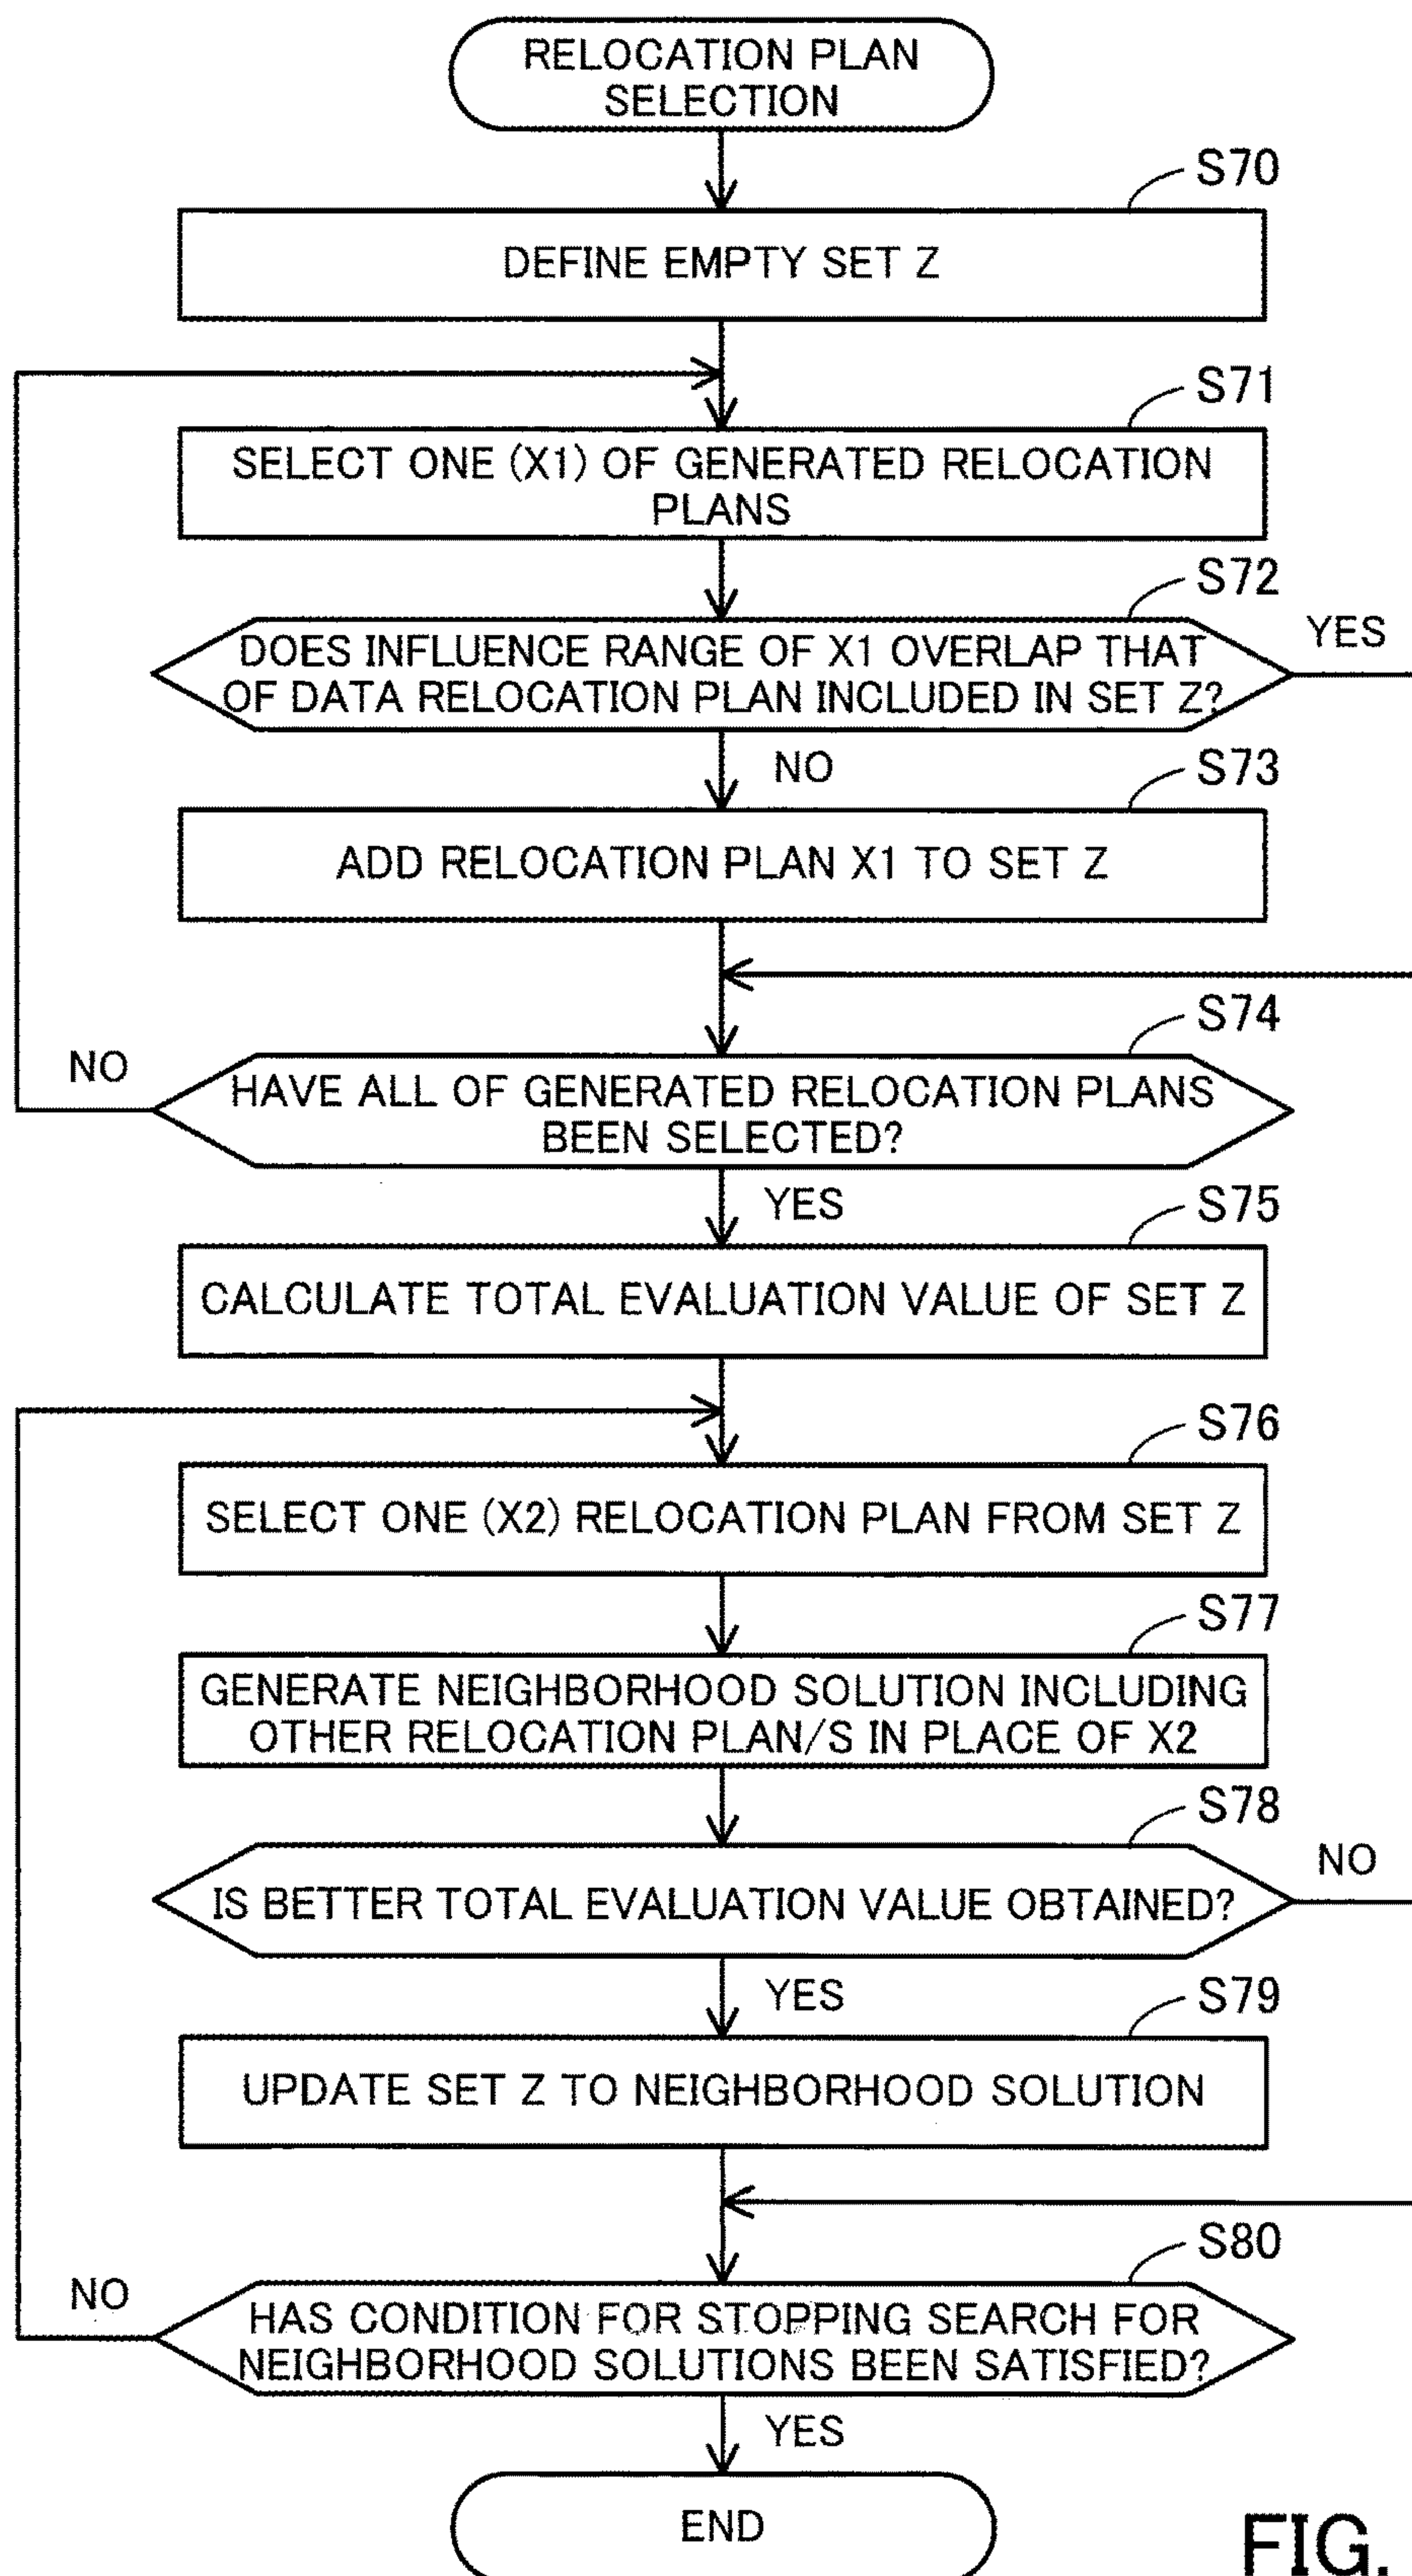 RELOCATION PLAN
SELECTION
S70
DEFINE EMPTY SET Z
S71
SELECT ONE (X1) OF GENERATED RELOCATION
PLANS
S72
DOES INFLUENCE RANGE OF X1 OVERLAP THAT
OF DATA RELOCATION PLAN INCLUDED IN SET Z?
YES
NO
S73
ADD RELOCATION PLAN X1 TO SET Z
S74
NO
HAVE ALL OF GENERATED RELOCATION PLANS
BEEN SELECTED?
YES
S75
CALCULATE TOTAL EVALUATION VALUE OF SET Z
S76
SELECT ONE (X2) RELOCATION PLAN FROM SET Z
S77
GENERATE NEIGHBORHOOD SOLUTION INCLUDING
OTHER RELOCATION PLAN/S IN PLACE OF X2
S78
NO
IS BETTER TOTAL EVALUATION VALUE OBTAINED?
YES
S79
UPDATE SET Z TO NEIGHBORHOOD SOLUTION
S80
NO
HAS CONDITION FOR STOPPING SEARCH FOR
NEIGHBORHOOD SOLUTIONS BEEN SATISFIED?
YES
END
FIG.